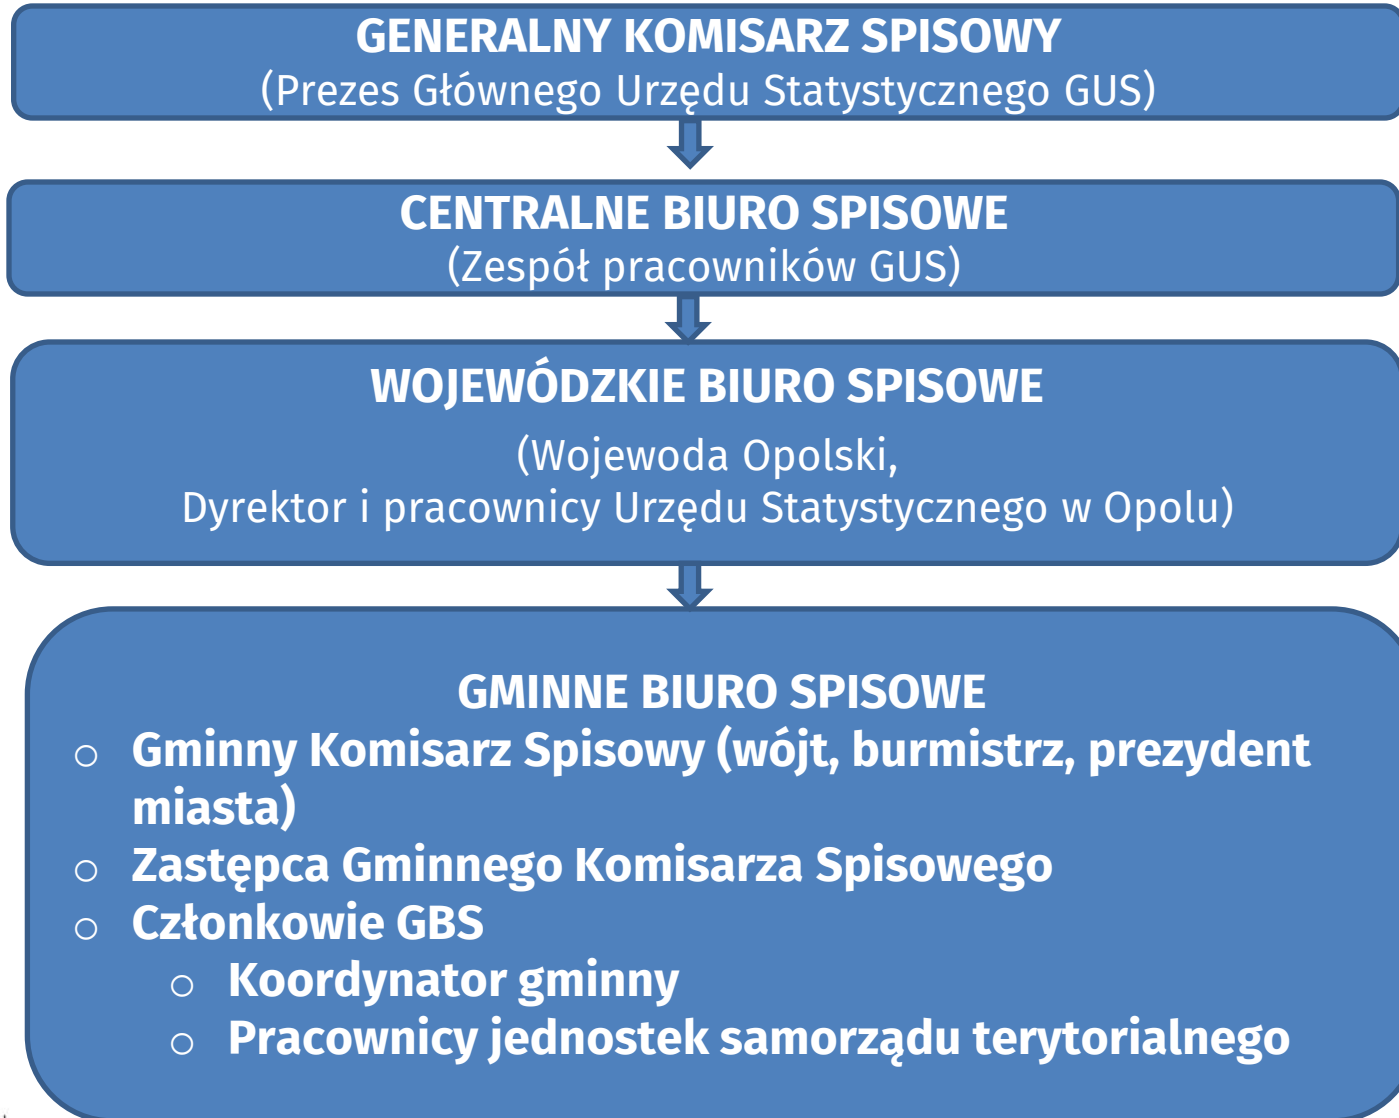 GENERALNY KOMISARZ SPISOWY
(Prezes Głównego Urzędu Statystycznego GUS)
CENTRALNE BIURO SPISOWE
(Zespół pracowników GUS)
WOJEWÓDZKIE BIURO SPISOWE
(Wojewoda Opolski,
Dyrektor i pracownicy Urzędu Statystycznego w Opolu)
GMINNE BIURO SPISOWE
o Gminny Komisarz Spisowy (wójt, burmistrz, prezydent
miasta)
o Zastępca Gminnego Komisarza Spisowego
o Członkowie GBS
o Koordynator gminny
o Pracownicy jednostek samorządu terytorialnego